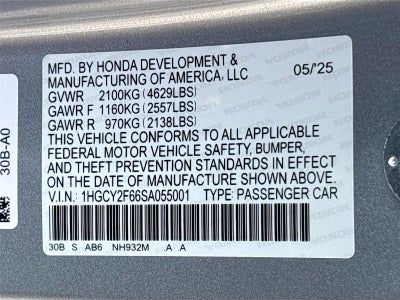 MFD. BY HONDA DEVELOPMENT &
MANUFACTURING OF AMERICA, LLC 05/'25
GVWR 2100KG (4629LBS)
GAWR F 1160KG (2557LBS)
GAWR R 970KG (2138LBS)
THIS VEHICLE CONFORMS TO ALL APPLICABLE
FEDERAL MOTOR VEHICLE SAFETY, BUMPER,
AND THEFT PREVENTION STANDARDS IN EFFECT
ON THE DATE OF MANUFACTURE SHOWN ABOVE.
V.I.N.: 1HGCY2F66SA055001 TYPE: PASSENGER CAR
30B S AB6 NH932M .A .A
30B-A0